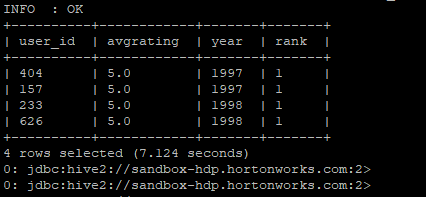 INFO  : OK
+----------+------------+-------+-------+
| user_id  | avgrating  | year  | rank  |
+----------+------------+-------+-------+
| 404      | 5.0        | 1997  | 1     |
| 157      | 5.0        | 1997  | 1     |
| 233      | 5.0        | 1998  | 1     |
| 626      | 5.0        | 1998  | 1     |
+----------+------------+-------+-------+
4 rows selected (7.124 seconds)
0: jdbc:hive2://sandbox-hdp.hortonworks.com:2>
0: jdbc:hive2://sandbox-hdp.hortonworks.com:2>